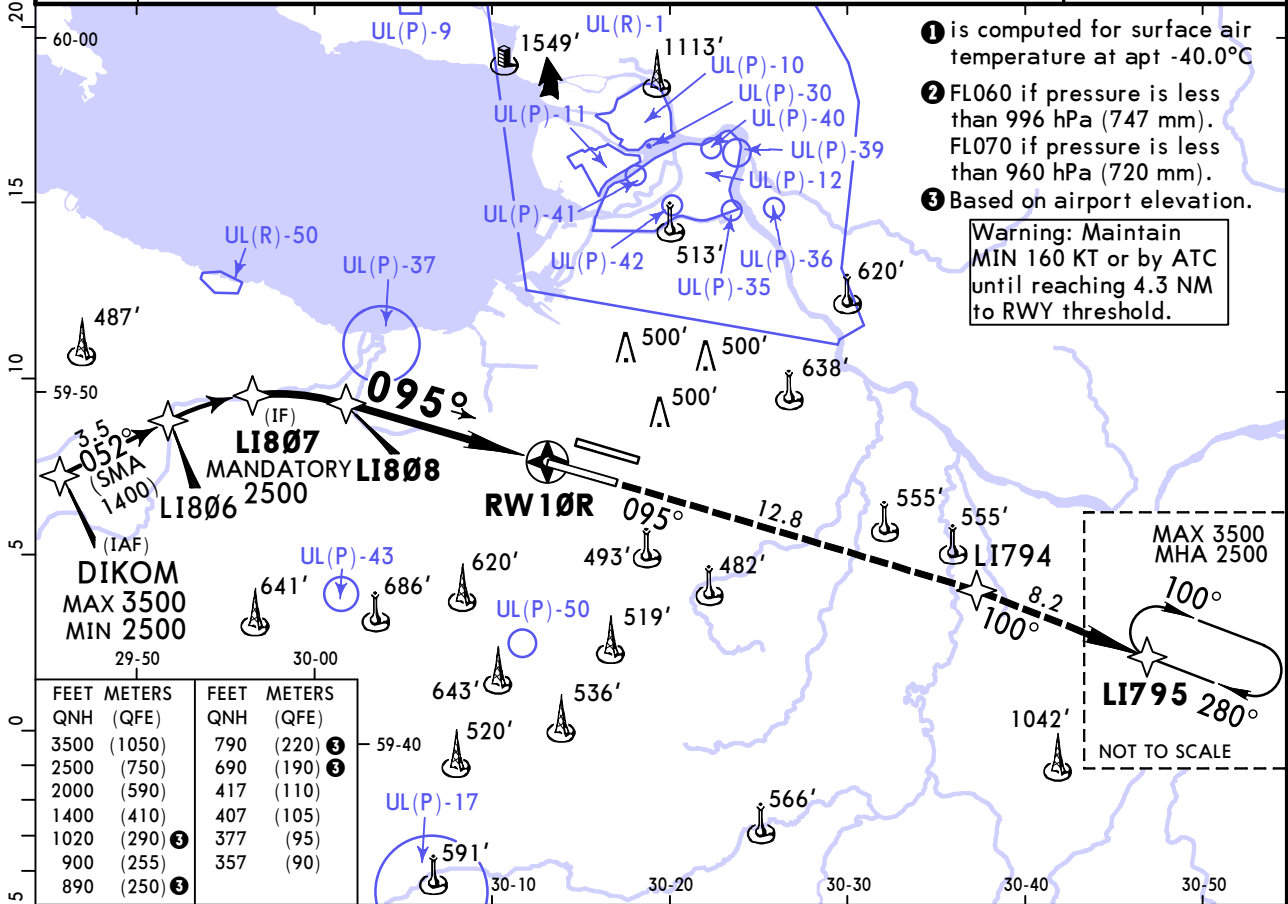 20
60-00
UL(P)-9
1549'
UL(R)-1
1113'
UL(P)-10
UL(P)-30
UL(P)-11
UL(P)-40
UL(P)-39
UL(P)-12
UL(P)-41
UL(P)-42
513'
UL(P)-36
UL(P)-35
620'
❶ is computed for surface air
temperature at apt -40.0°C
❷ FL060 if pressure is less
than 996 hPa (747 mm).
FL070 if pressure is less
than 960 hPa (720 mm).
❸ Based on airport elevation.
Warning: Maintain
MIN 160 KT or by ATC
until reaching 4.3 NM
to RWY threshold.
15
UL(R)-50
UL(P)-37
487'
500'
500'
500'
638'
10
59-50
095°
3.5
052°
(SMA
1400)
LI8Ø6
(IF)
LI8Ø7
MANDATORY
2500
LI8Ø8
RW1ØR
095°
12.8
555'
555'
LI794
100°
8.2
MAX 3500
MHA 2500
100°
LI795
280°
NOT TO SCALE
5
(IAF)
DIKOM
MAX 3500
MIN 2500
UL(P)-43
641'
686'
620'
UL(P)-50
493'
482'
519'
643'
536'
520'
1042'
566'
29-50
30-00
FEET METERS FEET METERS
QNH (QFE) QNH (QFE)
3500 (1050) 790 (220) ❸
2500 (750) 690 (190) ❸
2000 (590) 417 (110)
1400 (410) 407 (105)
1020 (290) ❸ 377 (95)
900 (255) 357 (90)
890 (250) ❸
0
59-40
UL(P)-17
591'
5
30-10
30-20
30-30
30-40
30-50